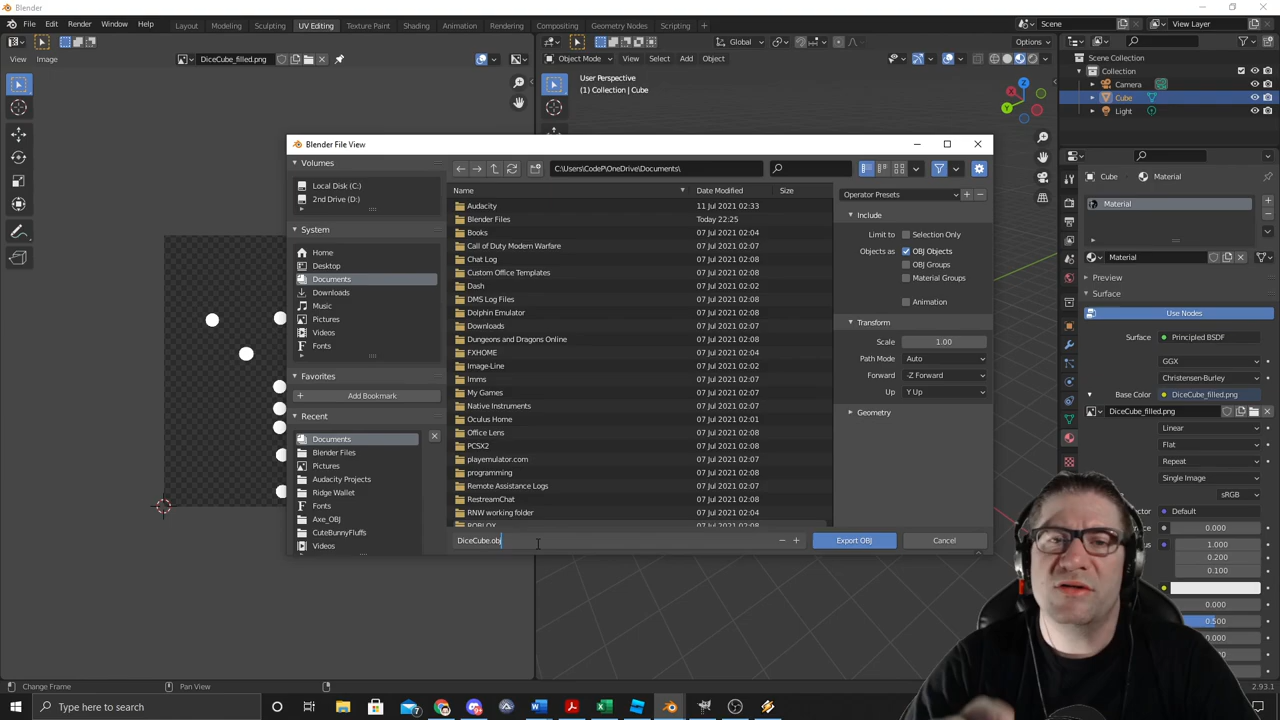 Blender
File Edit Render Window Help Layout Modeling Sculpting UV Editing Texture Paint Shading Animation Rendering Compositing Geometry Nodes Scripting + Scene View Layer
Global Options
View Image DiceCube_filled.png Object Mode View Select Add Object
User Perspective
(1) Collection | Cube
Scene Collection
Collection
Camera
Cube
Light
Blender File View
Volumes
Local Disk (C:)
2nd Drive (D:)
System
Home
Desktop
Documents
Downloads
Music
Pictures
Videos
Fonts
Favorites
Add Bookmark
Recent
Documents
Blender Files
Pictures
Audacity Projects
Ridge Wallet
Fonts
Axe_OBJ
CuteBunnyFluffs
Videos
C:\Users\CodeP\OneDrive\Documents\
Name Date Modified Size
Audacity 11 Jul 2021 02:33
Blender Files Today 22:25
Books 07 Jul 2021 02:04
Call of Duty Modern Warfare 07 Jul 2021 02:07
Chat Log 07 Jul 2021 02:08
Custom Office Templates 07 Jul 2021 02:08
Dash 07 Jul 2021 02:08
DMS Log Files 07 Jul 2021 02:08
Dolphin Emulator 07 Jul 2021 02:08
Downloads 07 Jul 2021 02:07
Dungeons and Dragons Online 07 Jul 2021 02:08
FXHOME 07 Jul 2021 02:04
Image-Line 07 Jul 2021 02:02
lmms 07 Jul 2021 02:07
My Games 07 Jul 2021 02:07
Native Instruments 07 Jul 2021 02:07
Oculus Home 07 Jul 2021 02:01
Office Lens 07 Jul 2021 02:08
PCSX2 07 Jul 2021 02:08
playemulator.com 07 Jul 2021 02:07
programming 07 Jul 2021 02:08
Remote Assistance Logs 07 Jul 2021 02:07
RestreamChat 07 Jul 2021 02:08
RNW working folder 07 Jul 2021 02:04
ROBLOX 07 Jul 2021 02:08
DiceCube.obj Export OBJ Cancel
Operator Presets
Include
Limit to Selection Only
Objects as OBJ Objects
OBJ Groups
Material Groups
Animation
Transform
Scale 1.00
Path Mode Auto
Forward -Z Forward
Up Y Up
Geometry
Cube Material
Material
Material
Preview
Surface
Use Nodes
Surface Principled BSDF
GGX
Christensen-Burley
Base Color DiceCube_filled.png
DiceCube_filled.png
Linear
Flat
Repeat
Single Image
sRGB
Default
0.000
1.000
0.200
0.100
0.000
0.500
Change Frame Pan View 2.93.1
Type here to search